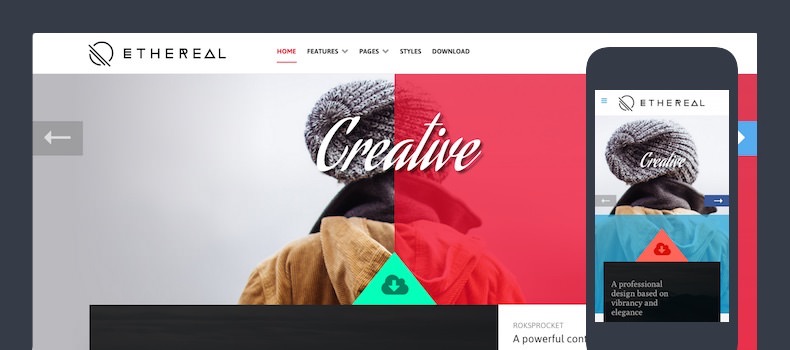 ETHEREAL
HOME FEATURES PAGES STYLES DOWNLOAD
Creative
ROKSPROCKET
A powerful cont
ETHEREAL
Creative
A professional
design based on
vibrancy and
elegance